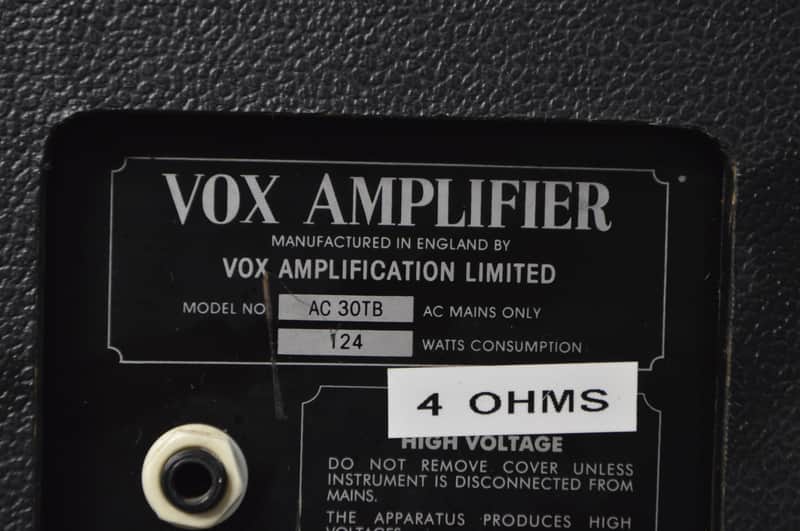 VOX AMPLIFIER
MANUFACTURED IN ENGLAND BY
VOX AMPLIFICATION LIMITED
MODEL NO AC 30TB AC MAINS ONLY
124 WATTS CONSUMPTION
4 OHMS
HIGH VOLTAGE
DO NOT REMOVE COVER UNLESS
INSTRUMENT IS DISCONNECTED FROM
MAINS.
THE APPARATUS PRODUCES HIGH
VOLTAGES